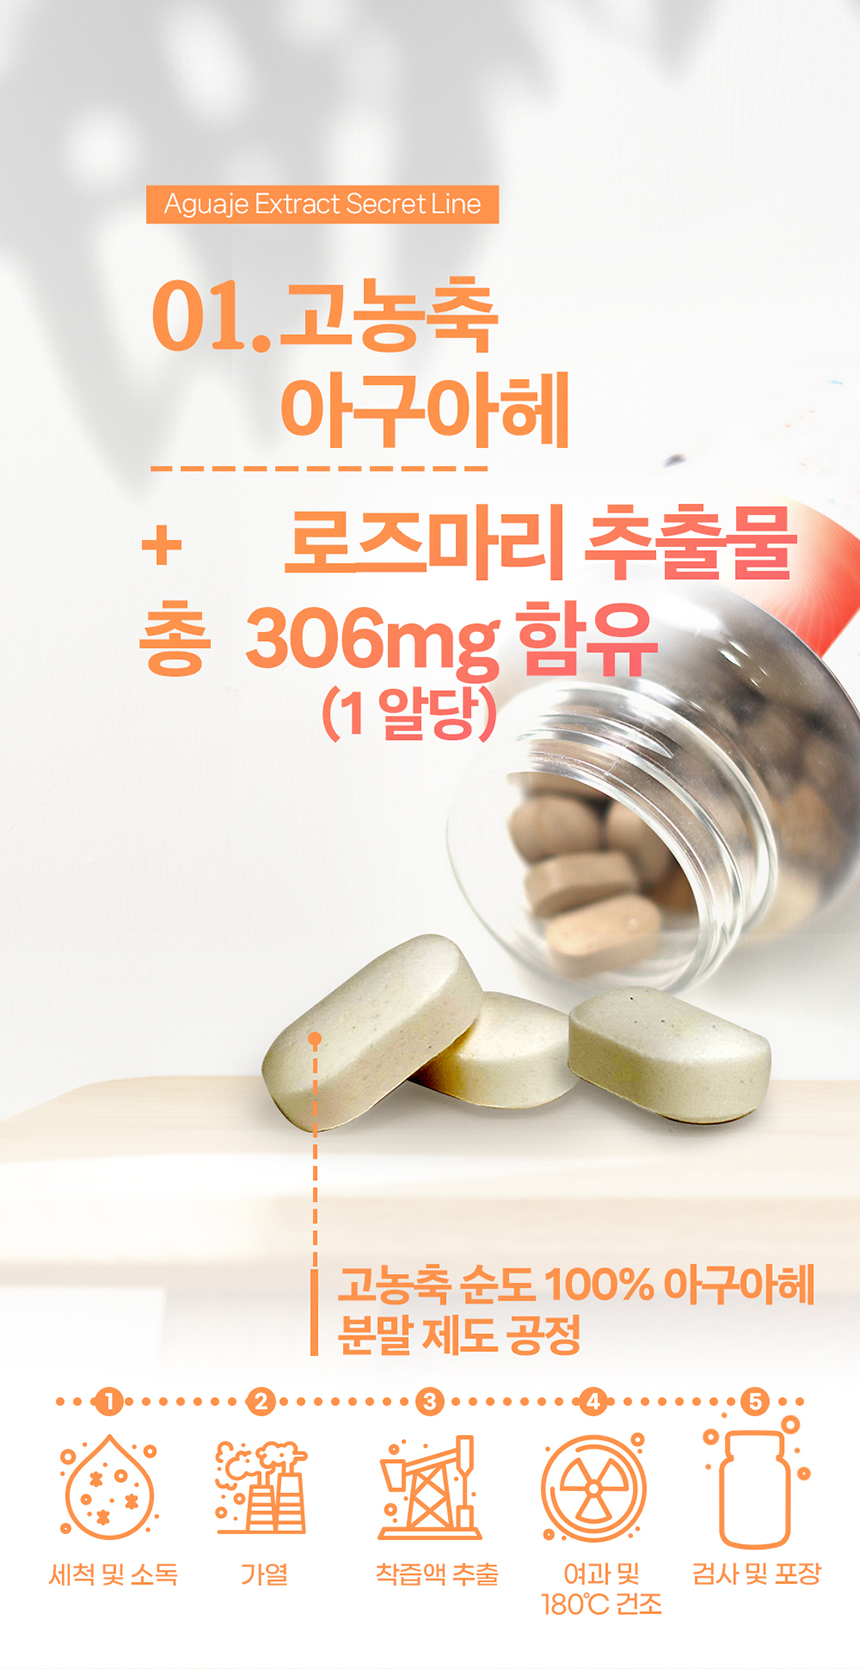 Aguaje Extract Secret Line
01. 고농축
아구아헤
+ 로즈마리 추출물
총 306mg 함유
(1 알당)
고농축 순도 100% 아구아헤
분말 제도 공정
1 2 3 4 5
세척 및 소독 가열 착즙액 추출 여과 및 검사 및 포장
180℃ 건조